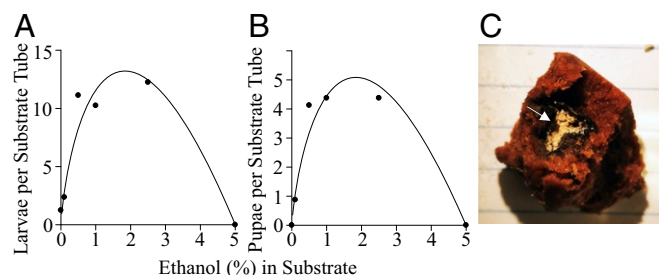 A
B
C
Larvae per Substrate Tube
15
10
5
0
0 1 2 3 4 5
Pupae per Substrate Tube
5
4
3
2
1
0
0 1 2 3 4 5
Ethanol (%) in Substrate